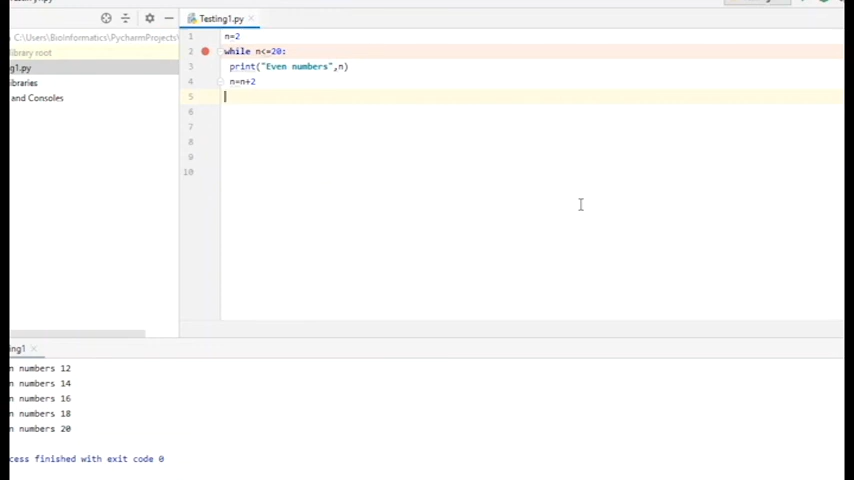 Testing1.py
C:\Users\Bioinformatics\PycharmProjects\
library root
g1.py
ibraries
and Consoles
1 n=2
2 while n<=20:
3 print("Even numbers",n)
4 n=n+2
5
6
7
8
9
10
ing1
n numbers 12
n numbers 14
n numbers 16
n numbers 18
n numbers 20
cess finished with exit code 0